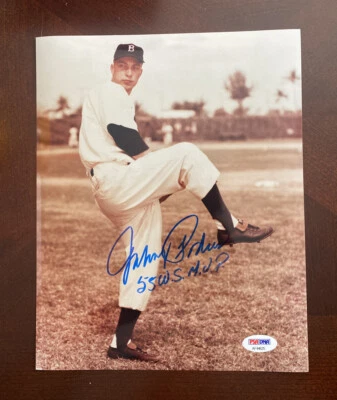 B
Johnny Podres
55 W.S. M.V.P.
PSA/DNA